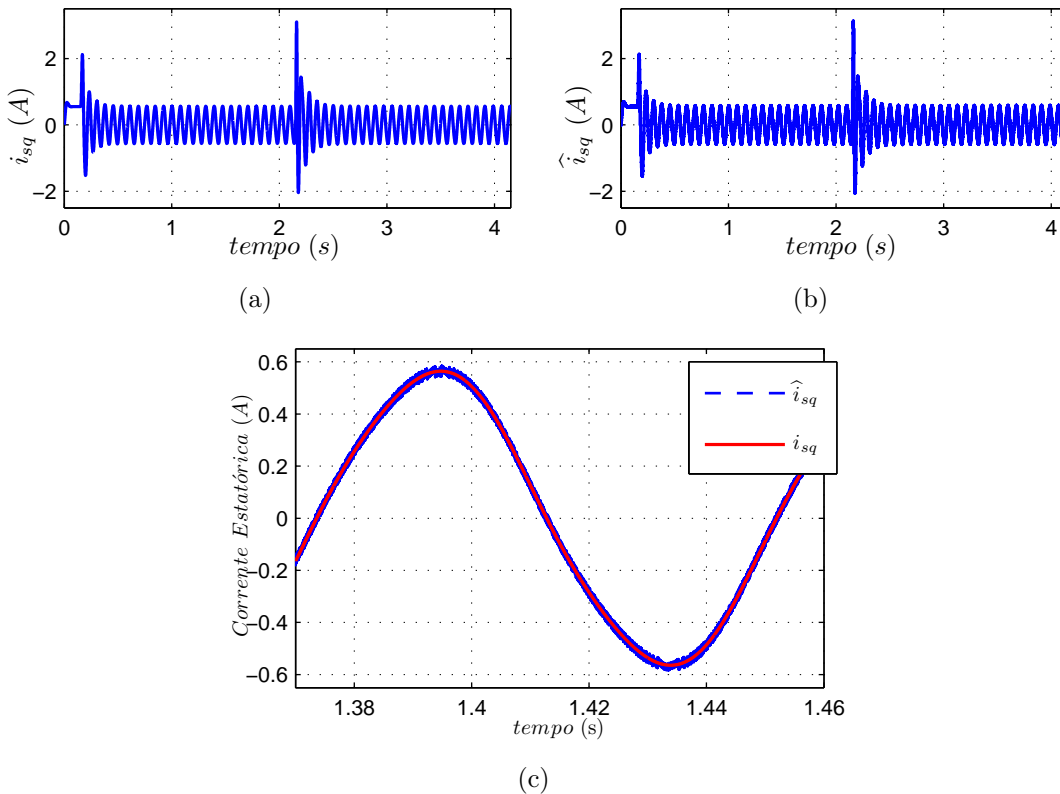 2
0
−2
i_sq (A)
0 1 2 3 4
tempo (s)
(a)
2
0
−2
î_sq (A)
0 1 2 3 4
tempo (s)
(b)
0.6
0.4
0.2
0
−0.2
−0.4
−0.6
Corrente Estatórica (A)
î_sq
i_sq
1.38 1.4 1.42 1.44 1.46
tempo (s)
(c)